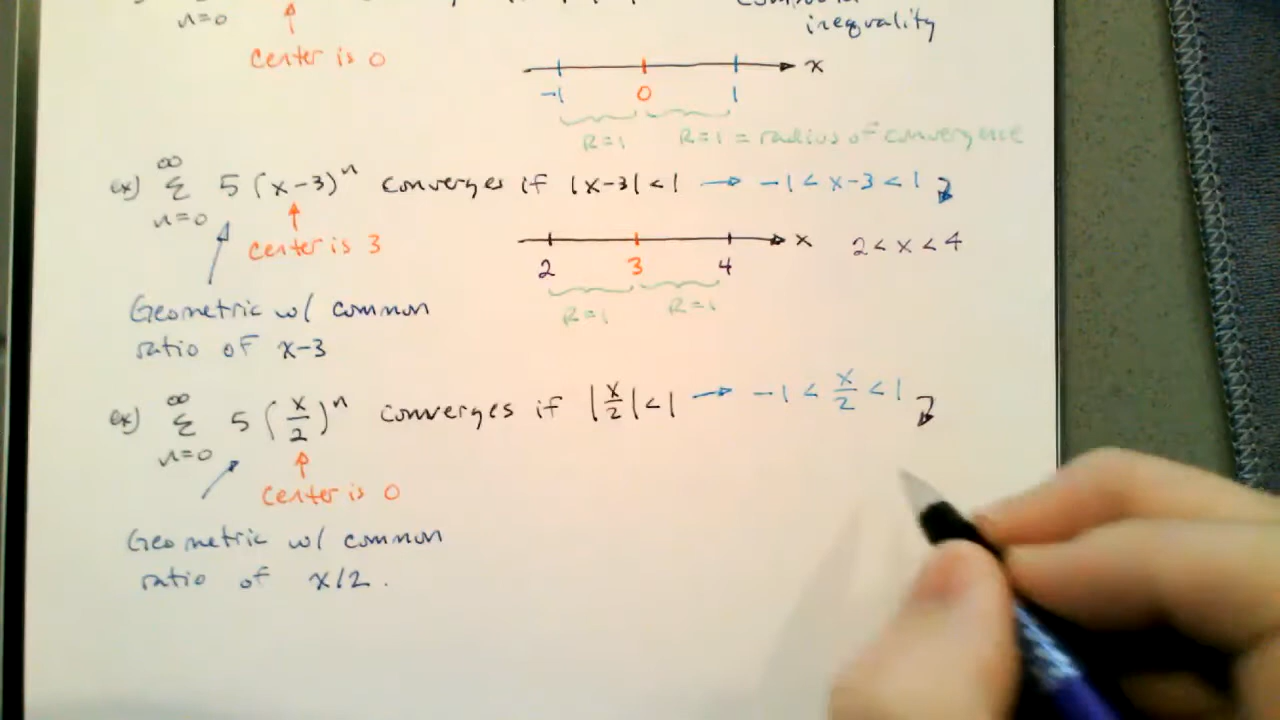 n=0
inequality
center is 0
x
-1 0 1
R=1 R=1 = radius of convergence
ex) ∞ Σ n=0 5 (x-3)^n converges if |x-3|<1 → -1 < x-3 < 1
center is 3
x 2 < x < 4
2 3 4
R=1 R=1
Geometric w/ common
ratio of x-3
ex) ∞ Σ n=0 5 (x/2)^n converges if |x/2|<1 → -1 < x/2 < 1
center is 0
Geometric w/ common
ratio of x/2.